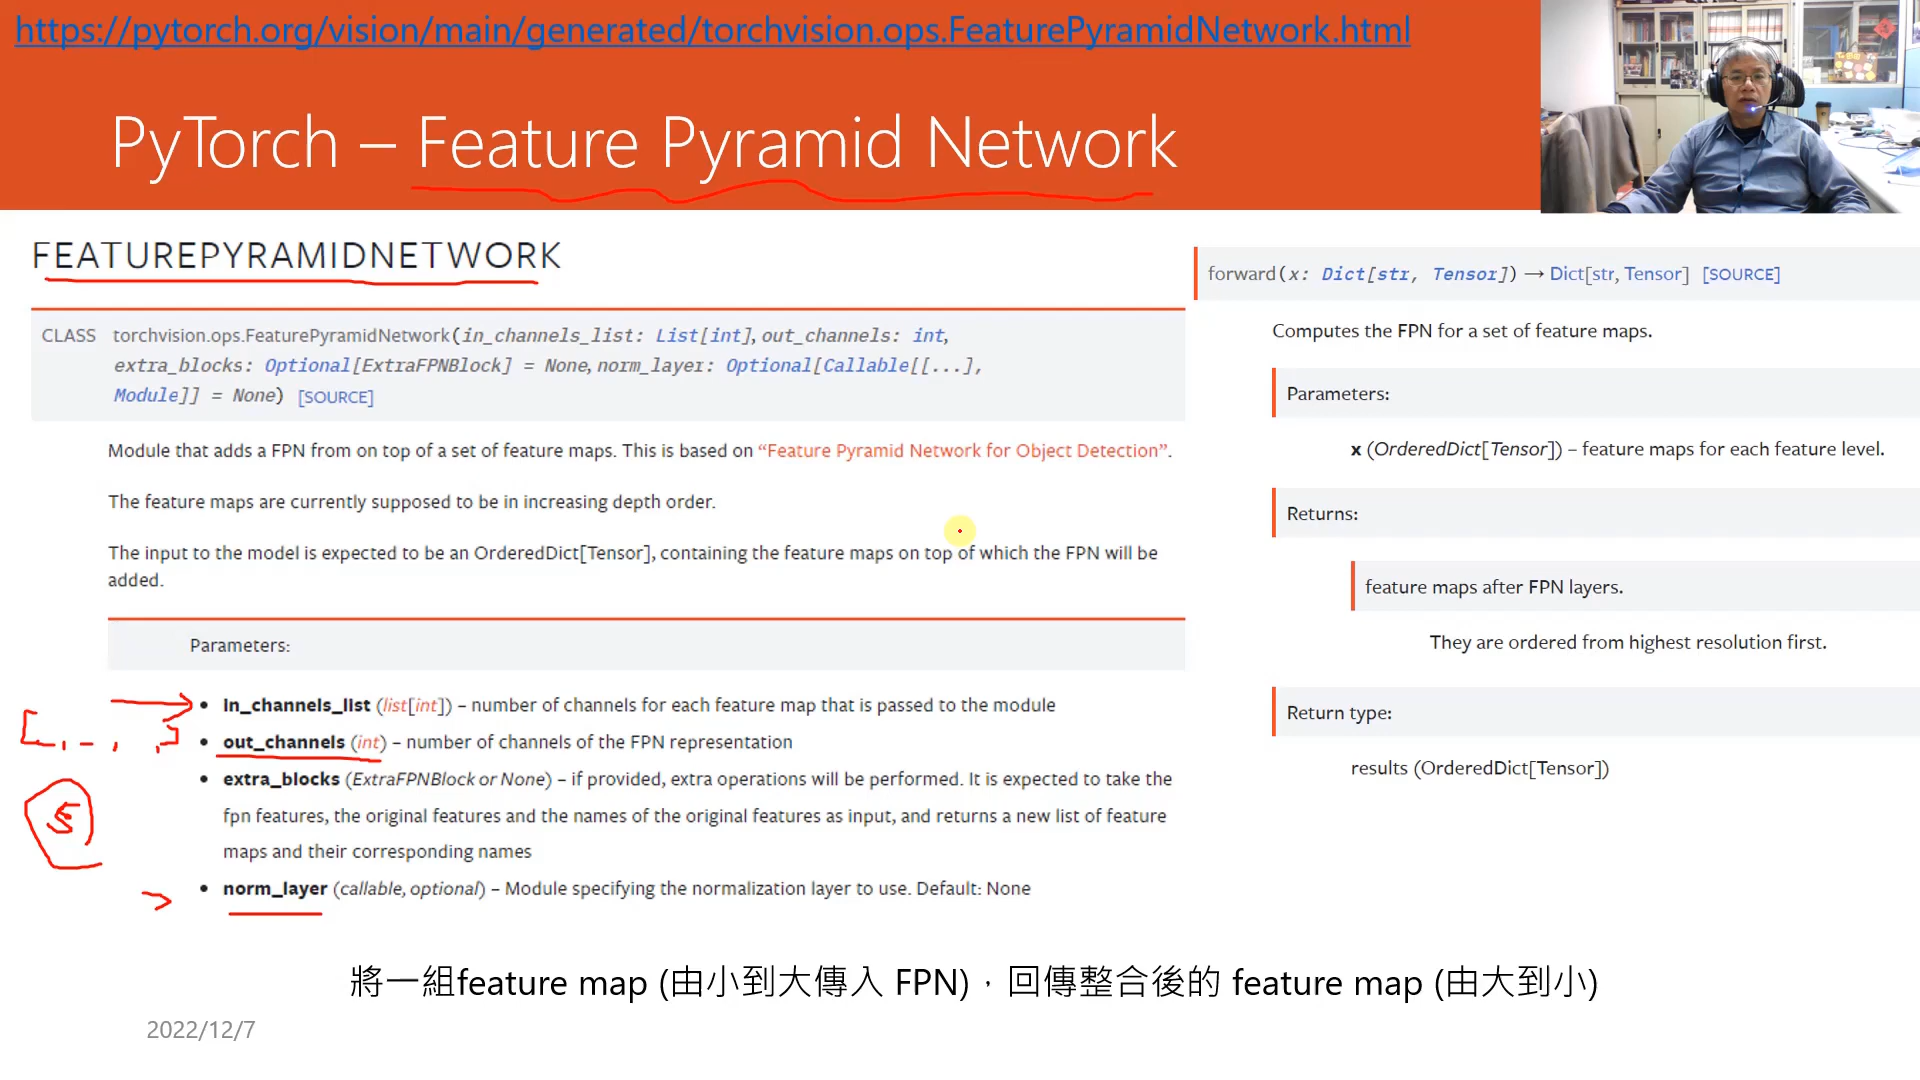 https://pytorch.org/vision/main/generated/torchvision.ops.FeaturePyramidNetwork.html
PyTorch – Feature Pyramid Network
FEATUREPYRAMIDNETWORK
CLASS torchvision.ops.FeaturePyramidNetwork(in_channels_list: List[int], out_channels: int,
extra_blocks: Optional[ExtraFPNBlock] = None, norm_layer: Optional[Callable[[...],
Module]] = None) [SOURCE]
Module that adds a FPN from on top of a set of feature maps. This is based on “Feature Pyramid Network for Object Detection”.
The feature maps are currently supposed to be in increasing depth order.
The input to the model is expected to be an OrderedDict[Tensor], containing the feature maps on top of which the FPN will be
added.
Parameters:
• in_channels_list (list[int]) – number of channels for each feature map that is passed to the module
• out_channels (int) – number of channels of the FPN representation
• extra_blocks (ExtraFPNBlock or None) – if provided, extra operations will be performed. It is expected to take the
fpn features, the original features and the names of the original features as input, and returns a new list of feature
maps and their corresponding names
• norm_layer (callable, optional) – Module specifying the normalization layer to use. Default: None
5
forward(x: Dict[str, Tensor]) → Dict[str, Tensor] [SOURCE]
Computes the FPN for a set of feature maps.
Parameters:
x (OrderedDict[Tensor]) – feature maps for each feature level.
Returns:
feature maps after FPN layers.
They are ordered from highest resolution first.
Return type:
results (OrderedDict[Tensor])
將一組feature map (由小到大傳入 FPN)，回傳整合後的 feature map (由大到小)
2022/12/7